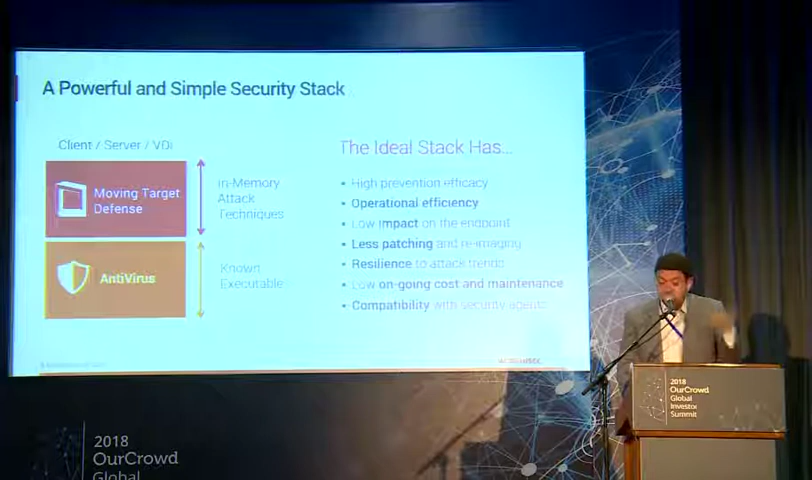 A Powerful and Simple Security Stack
Client / Server / VDI
Moving Target
Defense
In-Memory
Attack
Techniques
AntiVirus
Known
Executable
The Ideal Stack Has...
• High prevention efficacy
• Operational efficiency
• Low impact on the endpoint
• Less patching and re-imaging
• Resilience to attack trends
• Low on-going cost and maintenance
• Compatibility with security agents
2018
OurCrowd
Global
Investor
Summit
2018
OurCrowd
Global